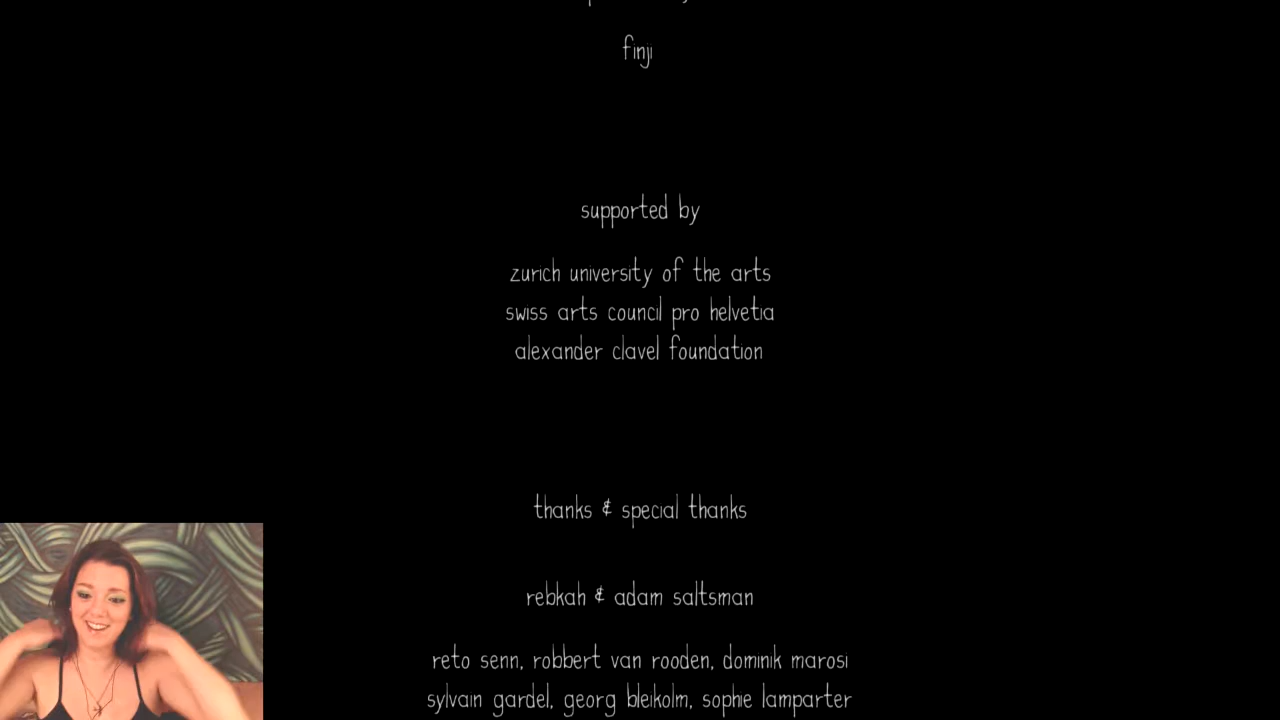 finji
supported by
zurich university of the arts
swiss arts council pro helvetia
alexander clavel foundation
thanks & special thanks
rebkah & adam saltsman
reto senn, robbert van rooden, dominik marosi
sylvain gardel, georg bleikolm, sophie lamparter